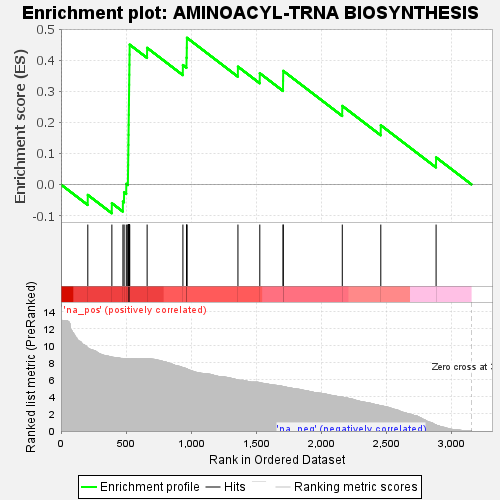 Enrichment plot: AMINOACYL-TRNA BIOSYNTHESIS
Enrichment score (ES)
0.5
0.4
0.3
0.2
0.1
0.0
-0.1
'na_pos' (positively correlated)
Ranked list metric (PreRanked)
14
12
10
8
6
4
2
0
Zero cross at
'na_neg' (negatively correlated)
0
500
1,000
1,500
2,000
2,500
3,000
Rank in Ordered Dataset
Enrichment profile
Hits
Ranking metric scores